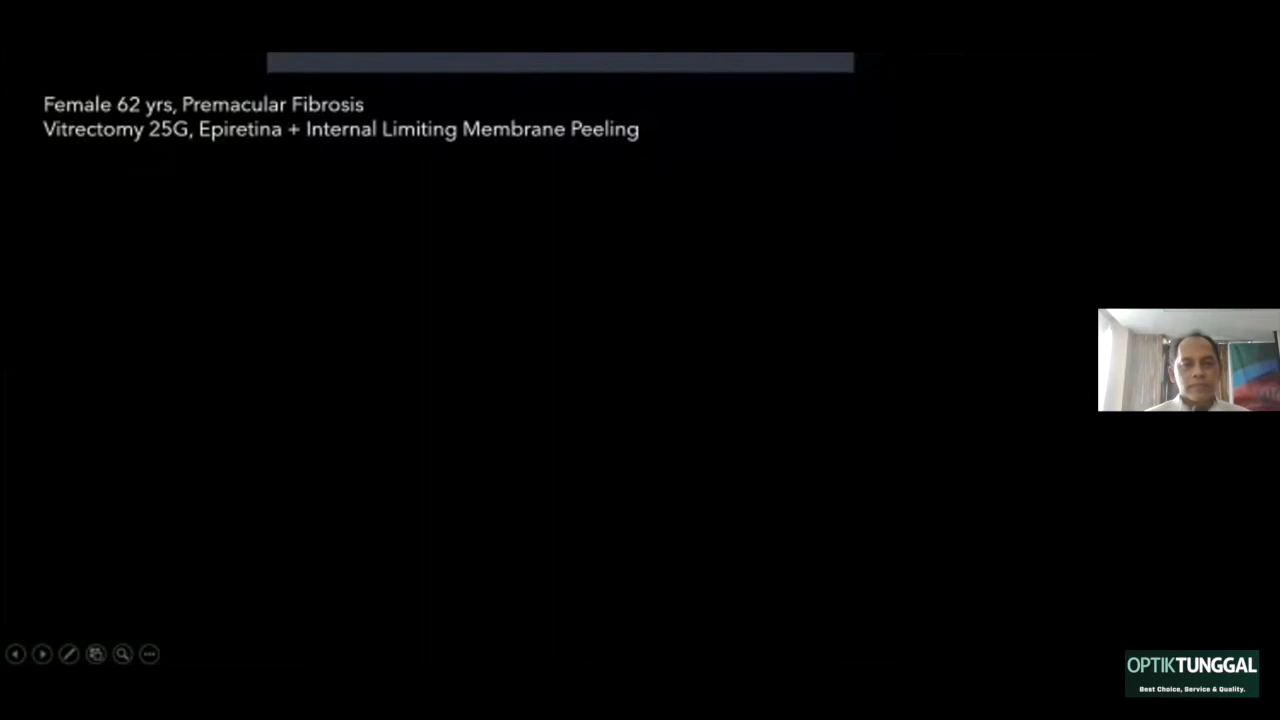 Female 62 yrs, Premacular Fibrosis
Vitrectomy 25G, Epiretina + Internal Limiting Membrane Peeling
OPTIKTUNGGAL
Best Choice, Service & Quality.